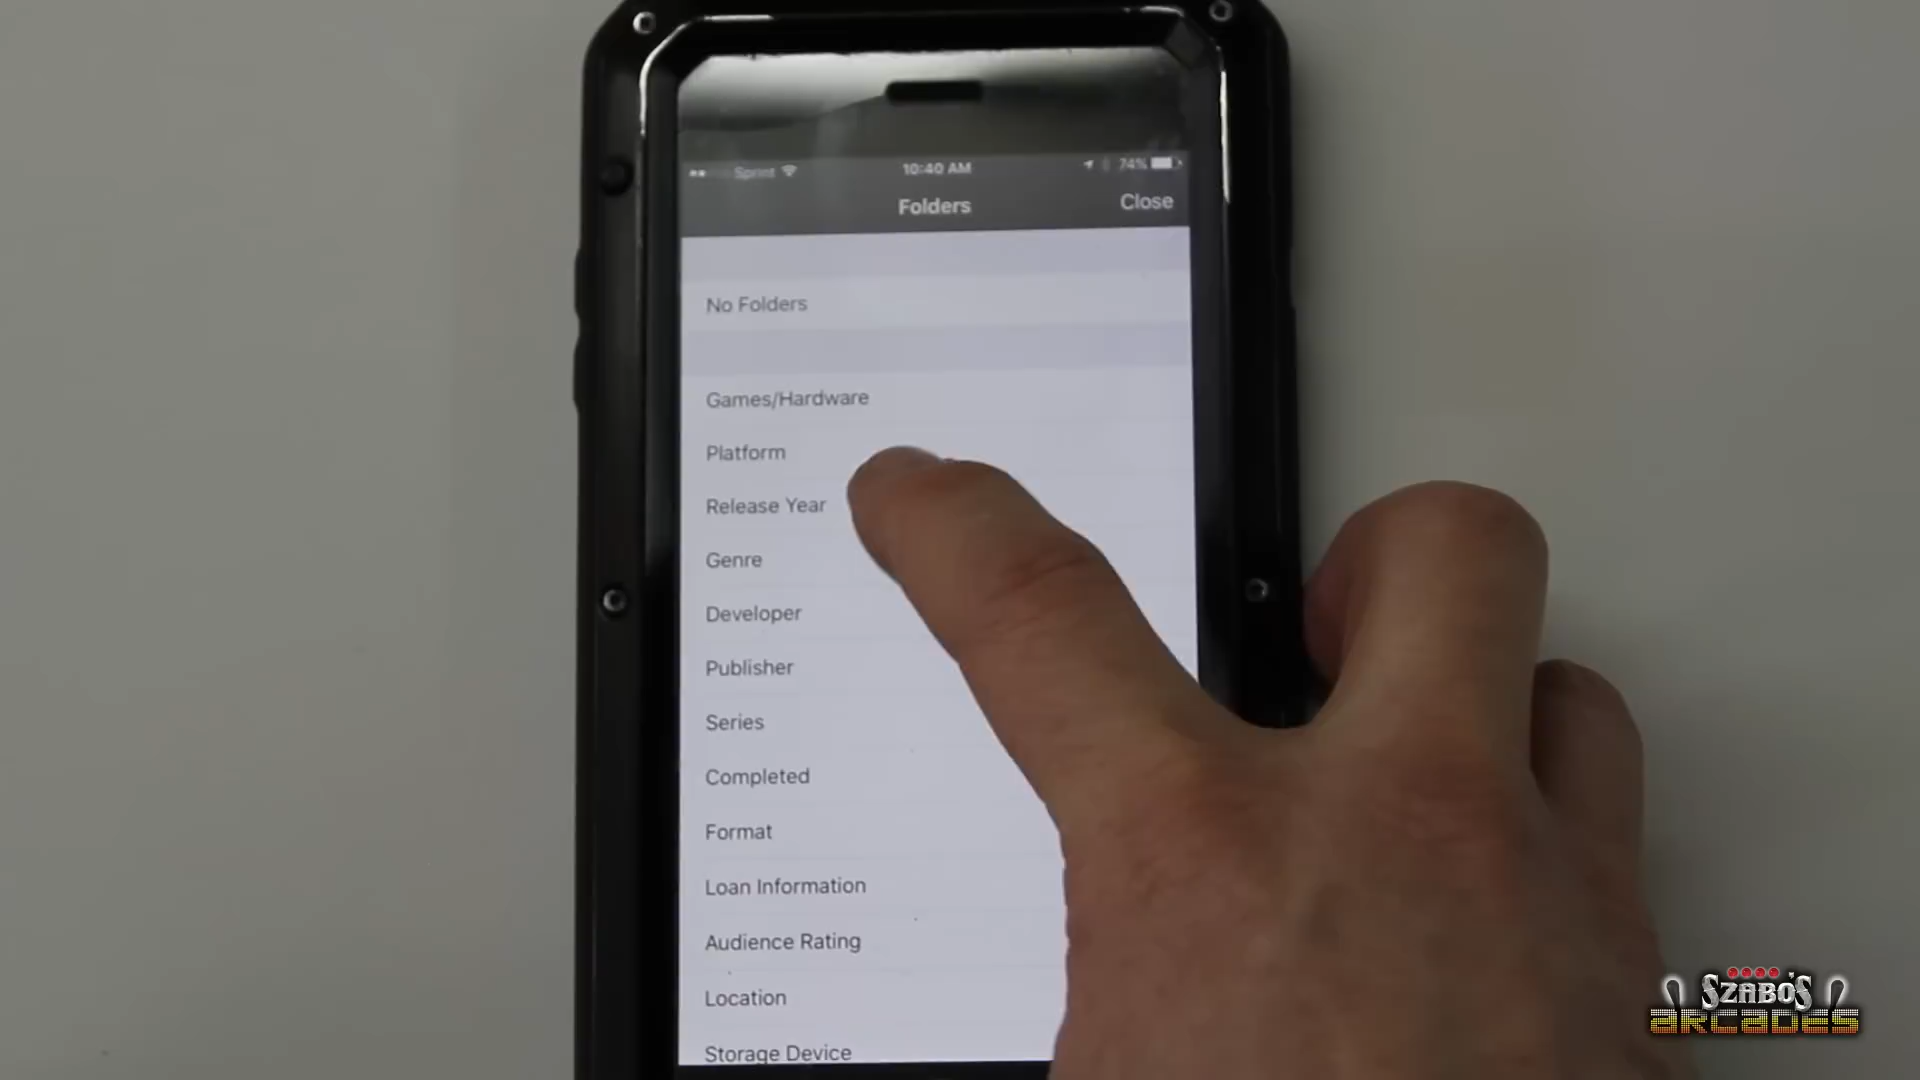 Sprint 10:40 AM 74%
Folders Close
No Folders
Games/Hardware
Platform
Release Year
Genre
Developer
Publisher
Series
Completed
Format
Loan Information
Audience Rating
Location
Storage Device
SZABO'S
arcades